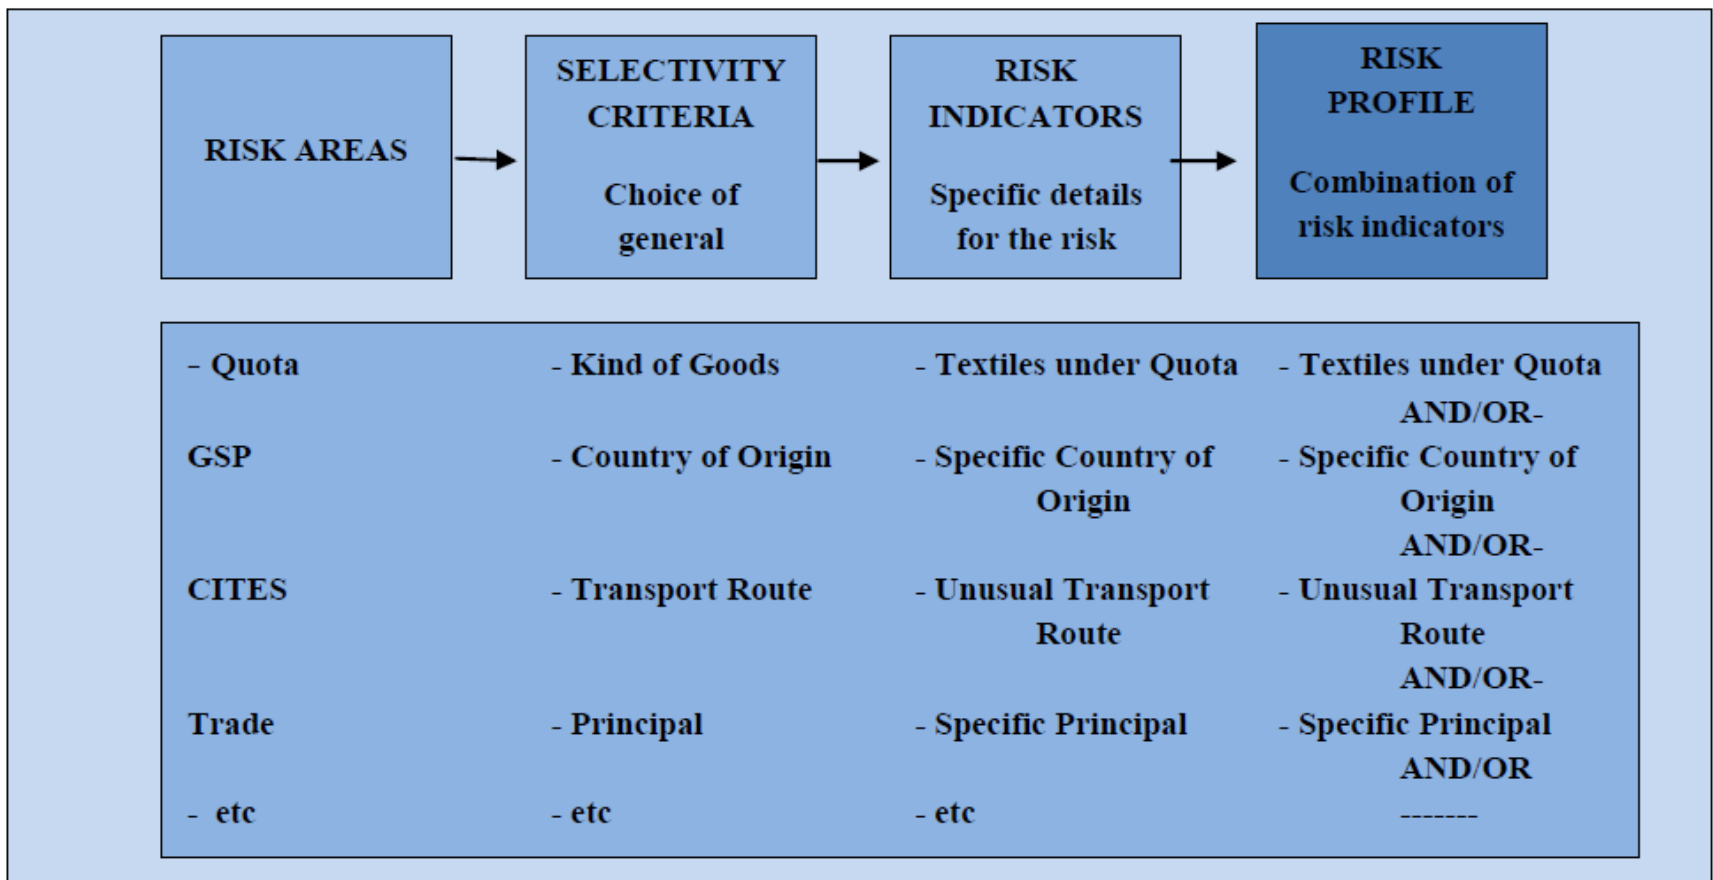 RISK AREAS
SELECTIVITY
CRITERIA
Choice of
general
RISK
INDICATORS
Specific details
for the risk
RISK
PROFILE
Combination of
risk indicators
- Quota
- Kind of Goods
- Textiles under Quota
- Textiles under Quota
AND/OR-
GSP
- Country of Origin
- Specific Country of
Origin
- Specific Country of
Origin
AND/OR-
CITES
- Transport Route
- Unusual Transport
Route
- Unusual Transport
Route
AND/OR-
Trade
- Principal
- Specific Principal
- Specific Principal
AND/OR
- etc
- etc
- etc
-------